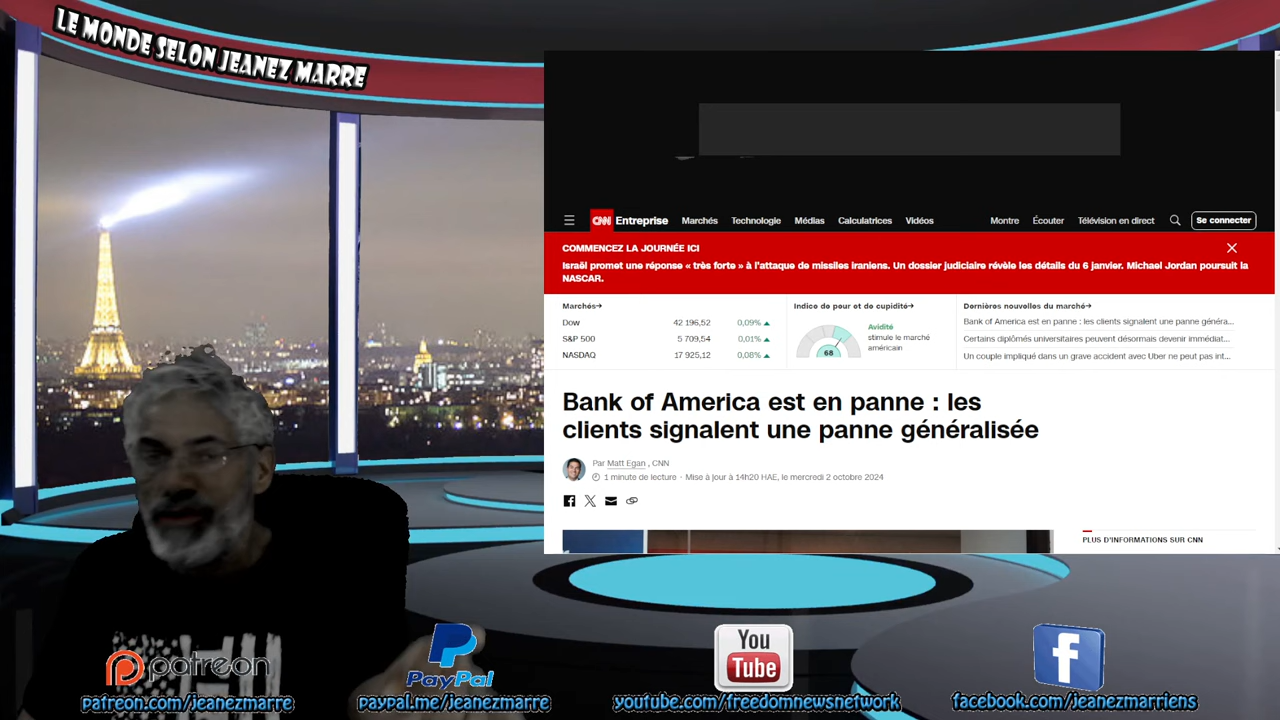 LE MONDE SELON JEANEZ MARRE
CNN Entreprise Marchés Technologie Médias Calculatrices Vidéos Montre Écouter Télévision en direct Se connecter
COMMENCEZ LA JOURNÉE ICI
Israël promet une réponse « très forte » à l'attaque de missiles iraniens. Un dossier judiciaire révèle les détails du 6 janvier. Michael Jordan poursuit la
NASCAR.
Marchés→
Dow 42 196,52 0,09%
S&P 500 5 709,54 0,01%
NASDAQ 17 925,12 0,08%
Indice de peur et de cupidité→
68
Avidité
stimule le marché
américain
Dernières nouvelles du marché→
Bank of America est en panne : les clients signalent une panne généra...
Certains diplômés universitaires peuvent désormais devenir immédiat...
Un couple impliqué dans un grave accident avec Uber ne peut pas int...
Bank of America est en panne : les
clients signalent une panne généralisée
Par Matt Egan , CNN
1 minute de lecture · Mise à jour à 14h20 HAE, le mercredi 2 octobre 2024
PLUS D'INFORMATIONS SUR CNN
patreon
patreon.com/jeanezmarre
PayPal
paypal.me/jeanezmarre
You
Tube
youtube.com/freedomnewsnetwork
facebook.com/jeanezmarriens